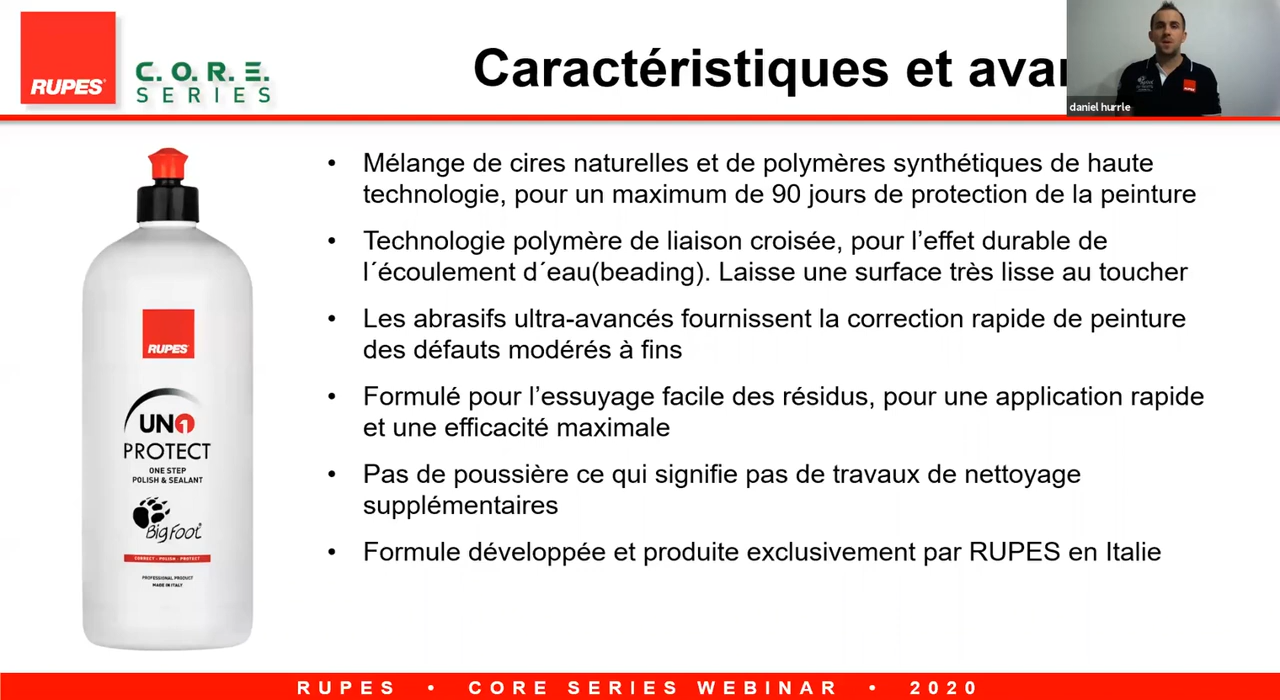 RUPES
C.O.R.E.
SERIES
Caractéristiques et ava
daniel hurrle
• Mélange de cires naturelles et de polymères synthétiques de haute
technologie, pour un maximum de 90 jours de protection de la peinture
• Technologie polymère de liaison croisée, pour l’effet durable de
l´écoulement d´eau(beading). Laisse une surface très lisse au toucher
• Les abrasifs ultra-avancés fournissent la correction rapide de peinture
des défauts modérés à fins
• Formulé pour l’essuyage facile des résidus, pour une application rapide
et une efficacité maximale
• Pas de poussière ce qui signifie pas de travaux de nettoyage
supplémentaires
• Formule développée et produite exclusivement par RUPES en Italie
RUPES
UNO1
PROTECT
ONE STEP
POLISH & SEALANT
BigFoot
CORRECT · POLISH · PROTECT
PROFESSIONAL PRODUCT
MADE IN ITALY
RUPES • CORE SERIES WEBINAR • 2020